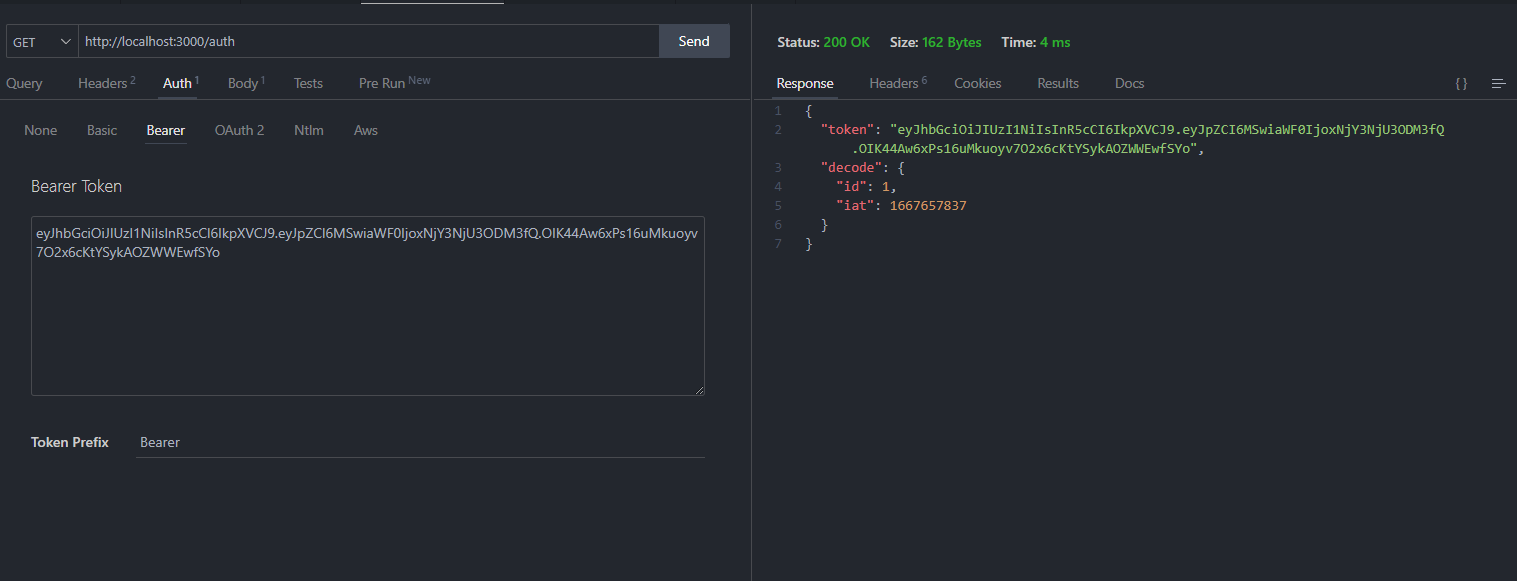 GET
http://localhost:3000/auth
Send
Query
Headers 2
Auth 1
Body 1
Tests
Pre Run New
None
Basic
Bearer
OAuth 2
Ntlm
Aws
Bearer Token
eyJhbGciOiJIUzI1NiIsInR5cCI6IkpXVCJ9.eyJpZCI6MSwiaWF0IjoxNjY3NjU3ODM3fQ.OIK44Aw6xPs16uMkuoyv
7O2x6cKtYSykAOZWWEwfSYo
Token Prefix
Bearer
Status: 200 OK
Size: 162 Bytes
Time: 4 ms
Response
Headers 6
Cookies
Results
Docs
{ }
1 {
2 "token": "eyJhbGciOiJIUzI1NiIsInR5cCI6IkpXVCJ9.eyJpZCI6MSwiaWF0IjoxNjY3NjU3ODM3fQ
.OIK44Aw6xPs16uMkuoyv7O2x6cKtYSykAOZWWEwfSYo",
3 "decode": {
4 "id": 1,
5 "iat": 1667657837
6 }
7 }